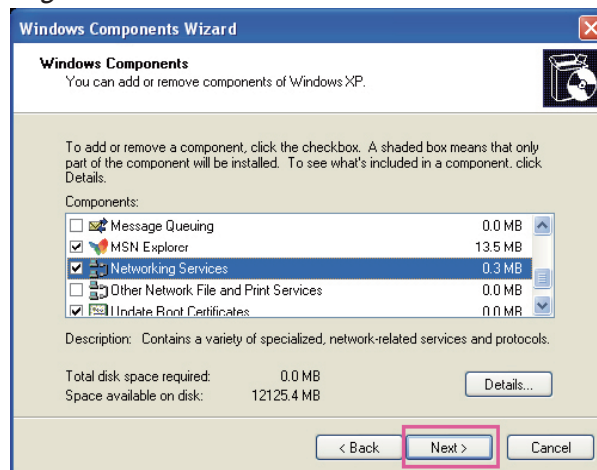 Windows Components Wizard
Windows Components
You can add or remove components of Windows XP.
To add or remove a component, click the checkbox. A shaded box means that only
part of the component will be installed. To see what's included in a component, click
Details.
Components:
Message Queuing 0.0 MB
MSN Explorer 13.5 MB
Networking Services 0.3 MB
Other Network File and Print Services 0.0 MB
Update Root Certificates 0.0 MB
Description: Contains a variety of specialized, network-related services and protocols.
Total disk space required: 0.0 MB
Space available on disk: 12125.4 MB
Details...
< Back Next > Cancel